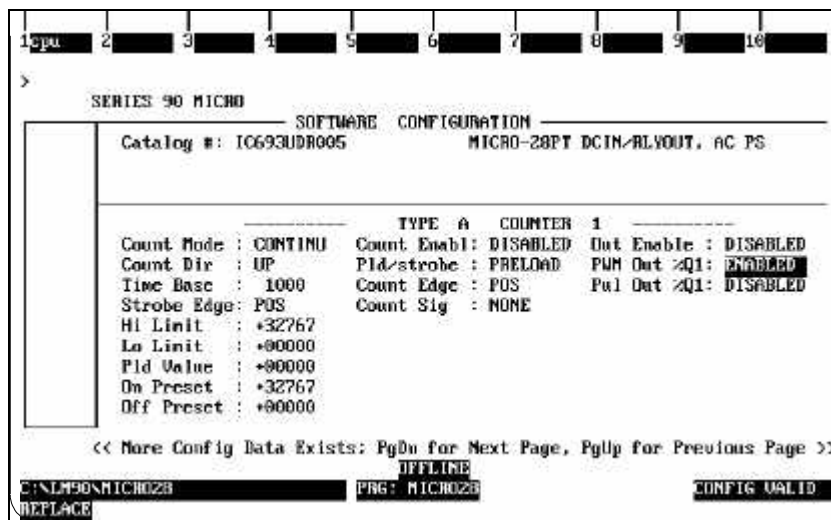 1cpu 2 3 4 5 6 7 8 9 10
>
SERIES 90 MICRO
SOFTWARE CONFIGURATION
Catalog #: IC693UDR005 MICRO-28PT DCIN/RLYOUT, AC PS
TYPE A COUNTER 1
Count Mode : CONTINU Count Enabl: DISABLED Out Enable : DISABLED
Count Dir : UP Pld/strobe : PRELOAD PWM Out %Q1: ENABLED
Time Base : 1000 Count Edge : POS Pul Out %Q1: DISABLED
Strobe Edge: POS Count Sig : NONE
Hi Limit : +32767
Lo Limit : +00000
Pld Value : +00000
On Preset : +32767
Off Preset : +00000
<< More Config Data Exists; PgDn for Next Page, PgUp for Previous Page >>
OFFLINE
C:\LM90\MICRO28 PRG: MICRO28 CONFIG VALID
REPLACE